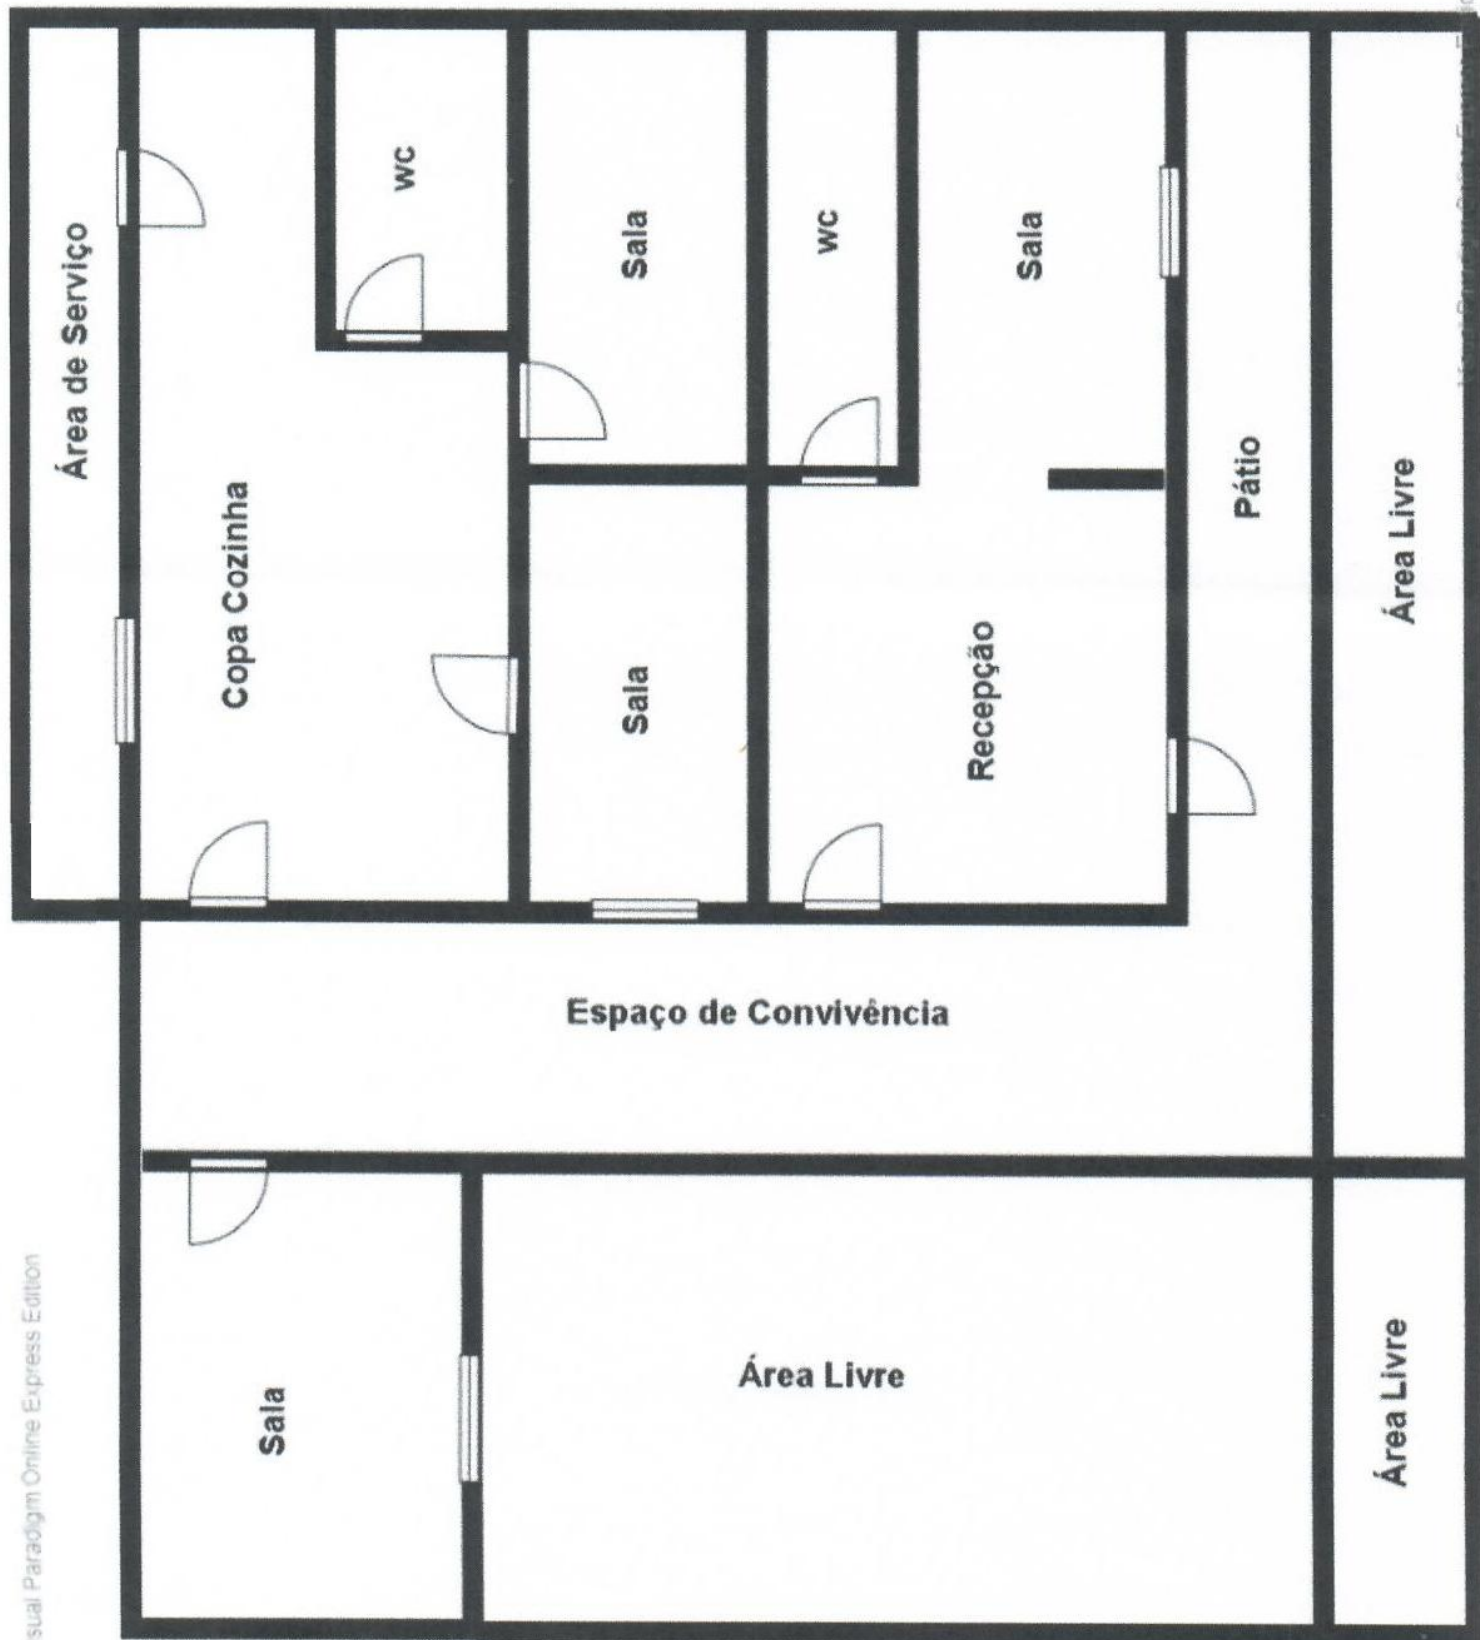 Área de Serviço
Copa Cozinha
wc
Sala
Sala
wc
Sala
Recepção
Pátio
Área Livre
Espaço de Convivência
Sala
Área Livre
Área Livre
Paradigm Online Express Edition